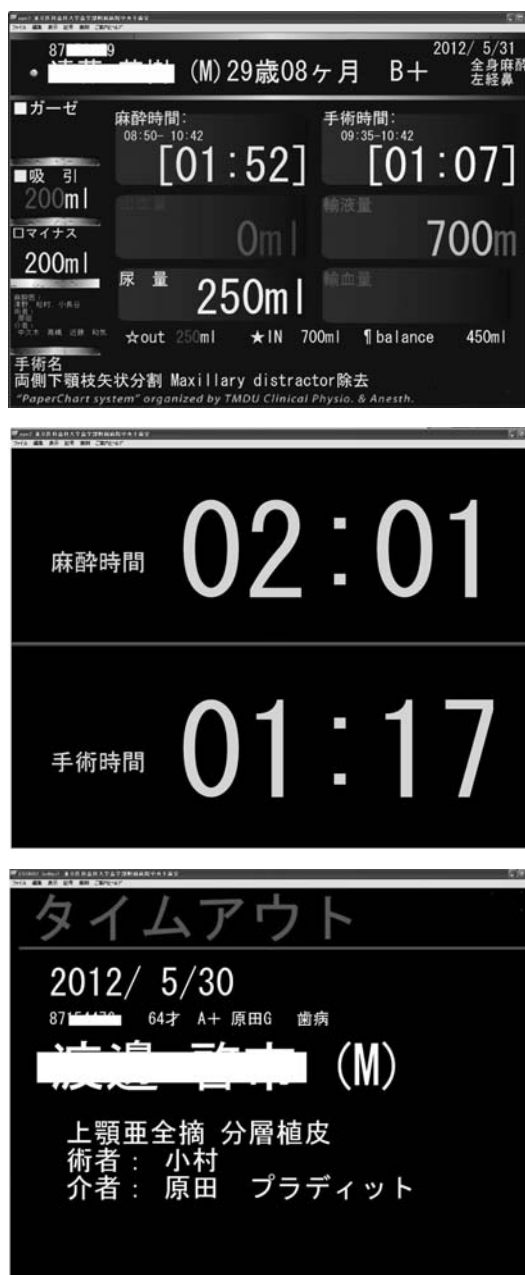 2012/ 5/31
(M) 29歳08ヶ月 B+
全身麻酔
左経鼻
■ガーゼ
麻酔時間:
08:50- 10:42
[01:52]
手術時間:
09:35-10:42
[01:07]
■吸 引
200ml
0ml
輸液量
700m
□マイナス
200ml
尿 量
250ml
輸血量
☆out 250ml ★IN 700ml ¶balance 450ml
手術名
両側下顎枝矢状分割 Maxillary distractor除去
"PaperChart system" organized by TMDU Clinical Physio. & Anesth.
麻酔時間 02:01
手術時間 01:17
タイムアウト
2012/ 5/30
64才 A+ 原田G 歯病
(M)
上顎亜全摘 分層植皮
術者: 小村
介者: 原田 プラディット